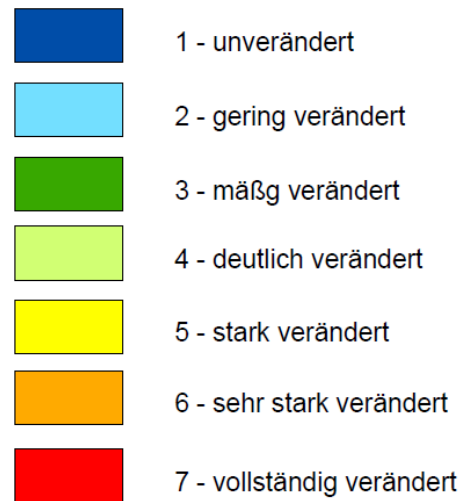 1 - unverändert
2 - gering verändert
3 - mäßg verändert
4 - deutlich verändert
5 - stark verändert
6 - sehr stark verändert
7 - vollständig verändert